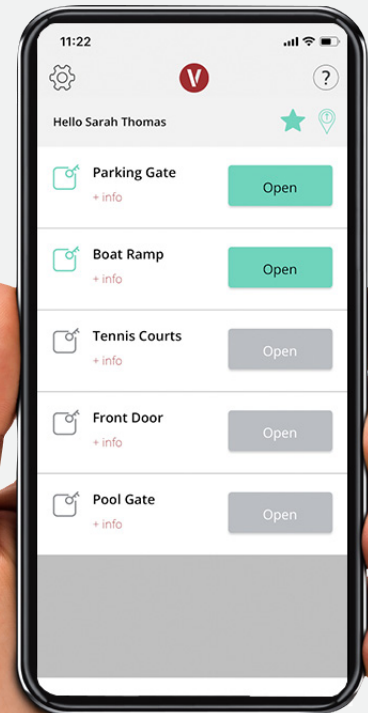 11:22
V
?
Hello Sarah Thomas
Parking Gate
+ info
Open
Boat Ramp
+ info
Open
Tennis Courts
+ info
Open
Front Door
+ info
Open
Pool Gate
+ info
Open